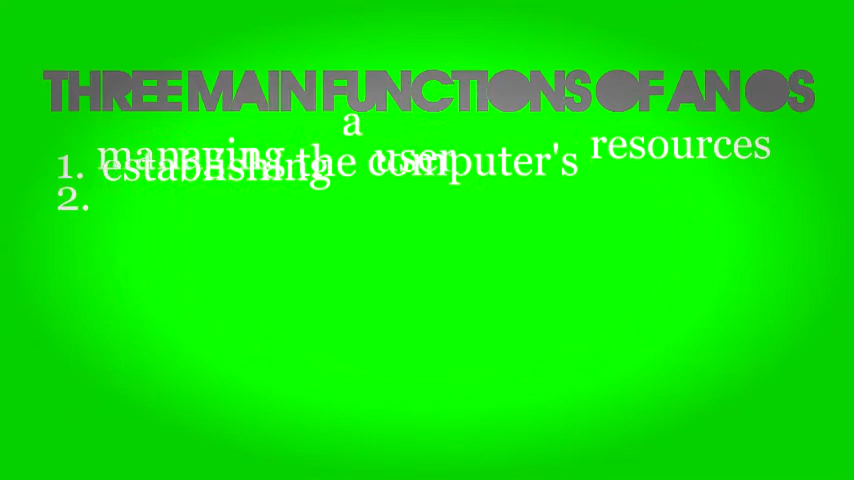 THREE MAIN FUNCTIONS OF AN OS
1. managing the computer's resources
2. establishing a user